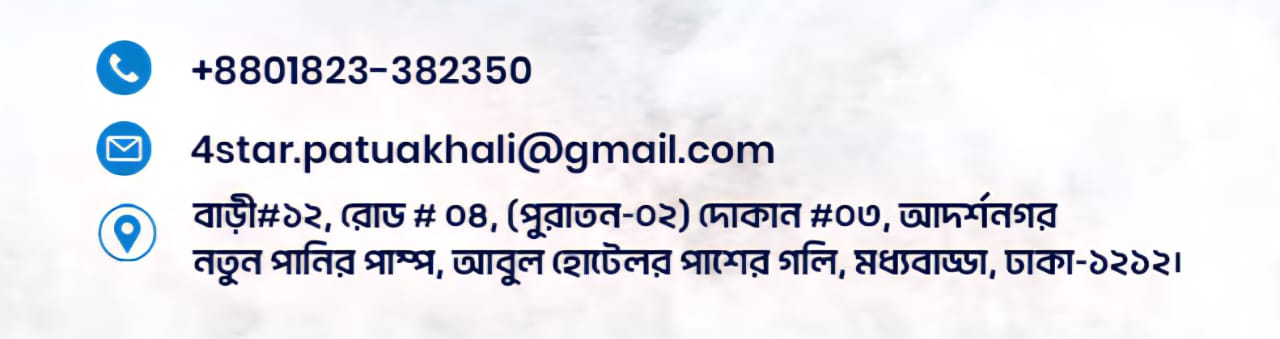 +8801823-382350
4star.patuakhali@gmail.com
বাড়ী#১২, রোড # ০৪, (পুরাতন-০২) দোকান #০৩, আদর্শনগর
নতুন পানির পাম্প, আবুল হোটেলর পাশের গলি, মধ্যবাড্ডা, ঢাকা-১২১২।